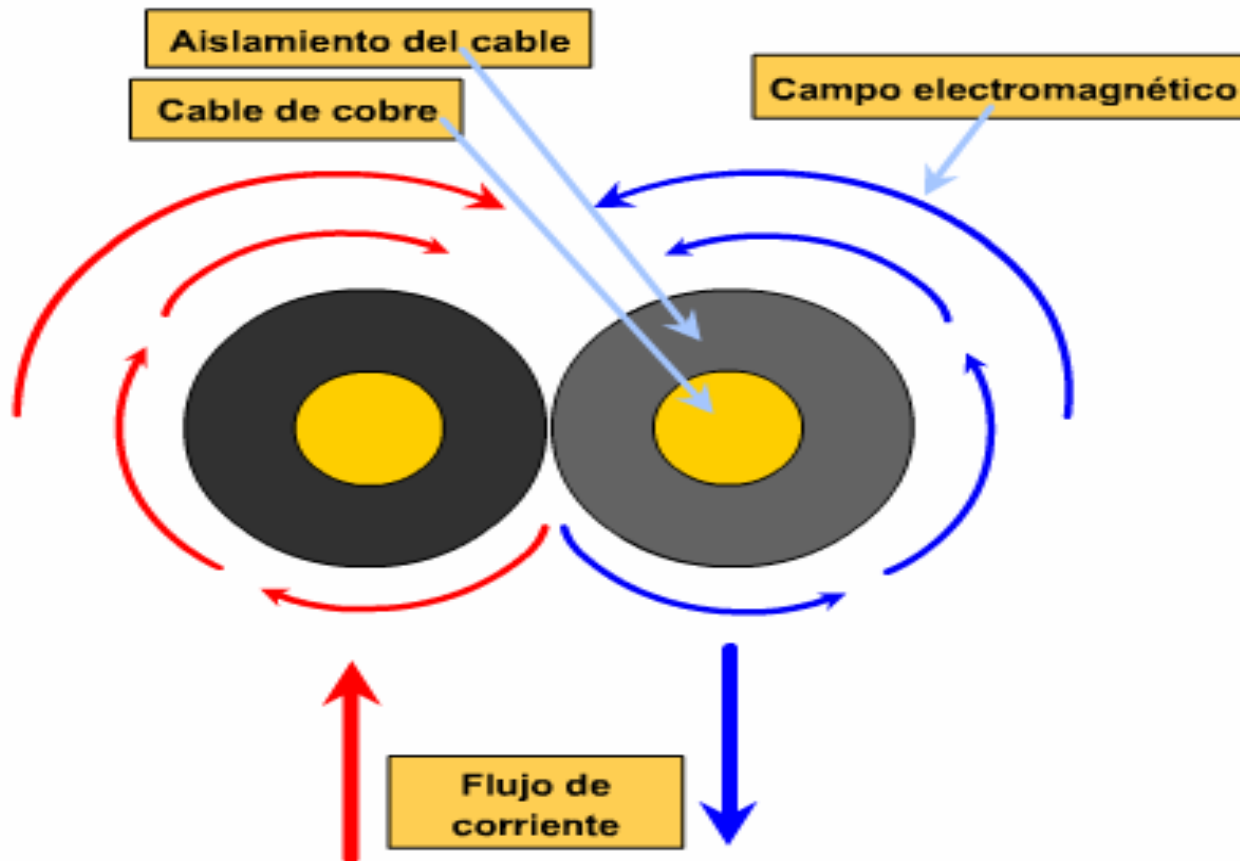 Aislamiento del cable
Cable de cobre
Campo electromagnético
Flujo de
corriente